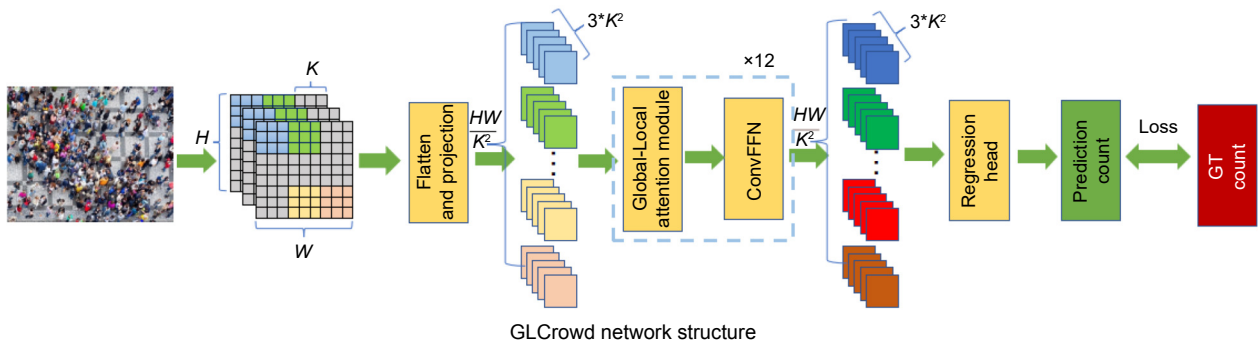 K
H
W
Flatten
and projection
HW
K²
3*K²
Global-Local
attention module
ConvFFN
×12
HW
K²
3*K²
Regression
head
Prediction
count
Loss
GT
count
GLCrowd network structure